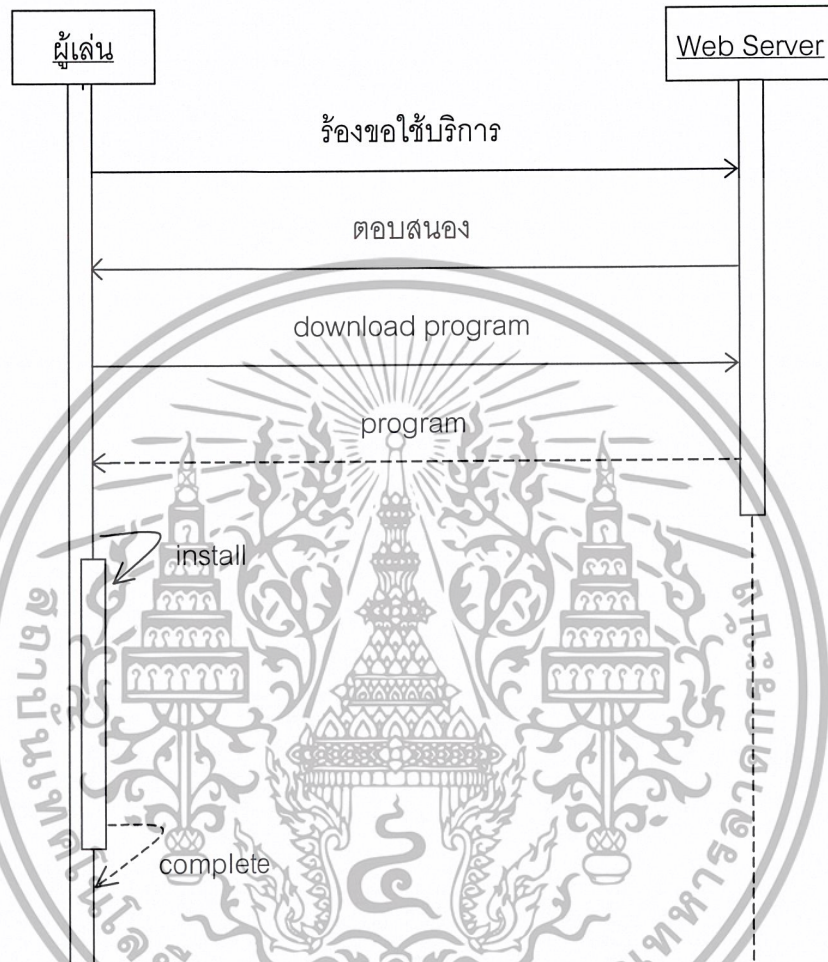 ผู้เล่น
Web Server
ร้องขอใช้บริการ
ตอบสนอง
download program
program
install
complete